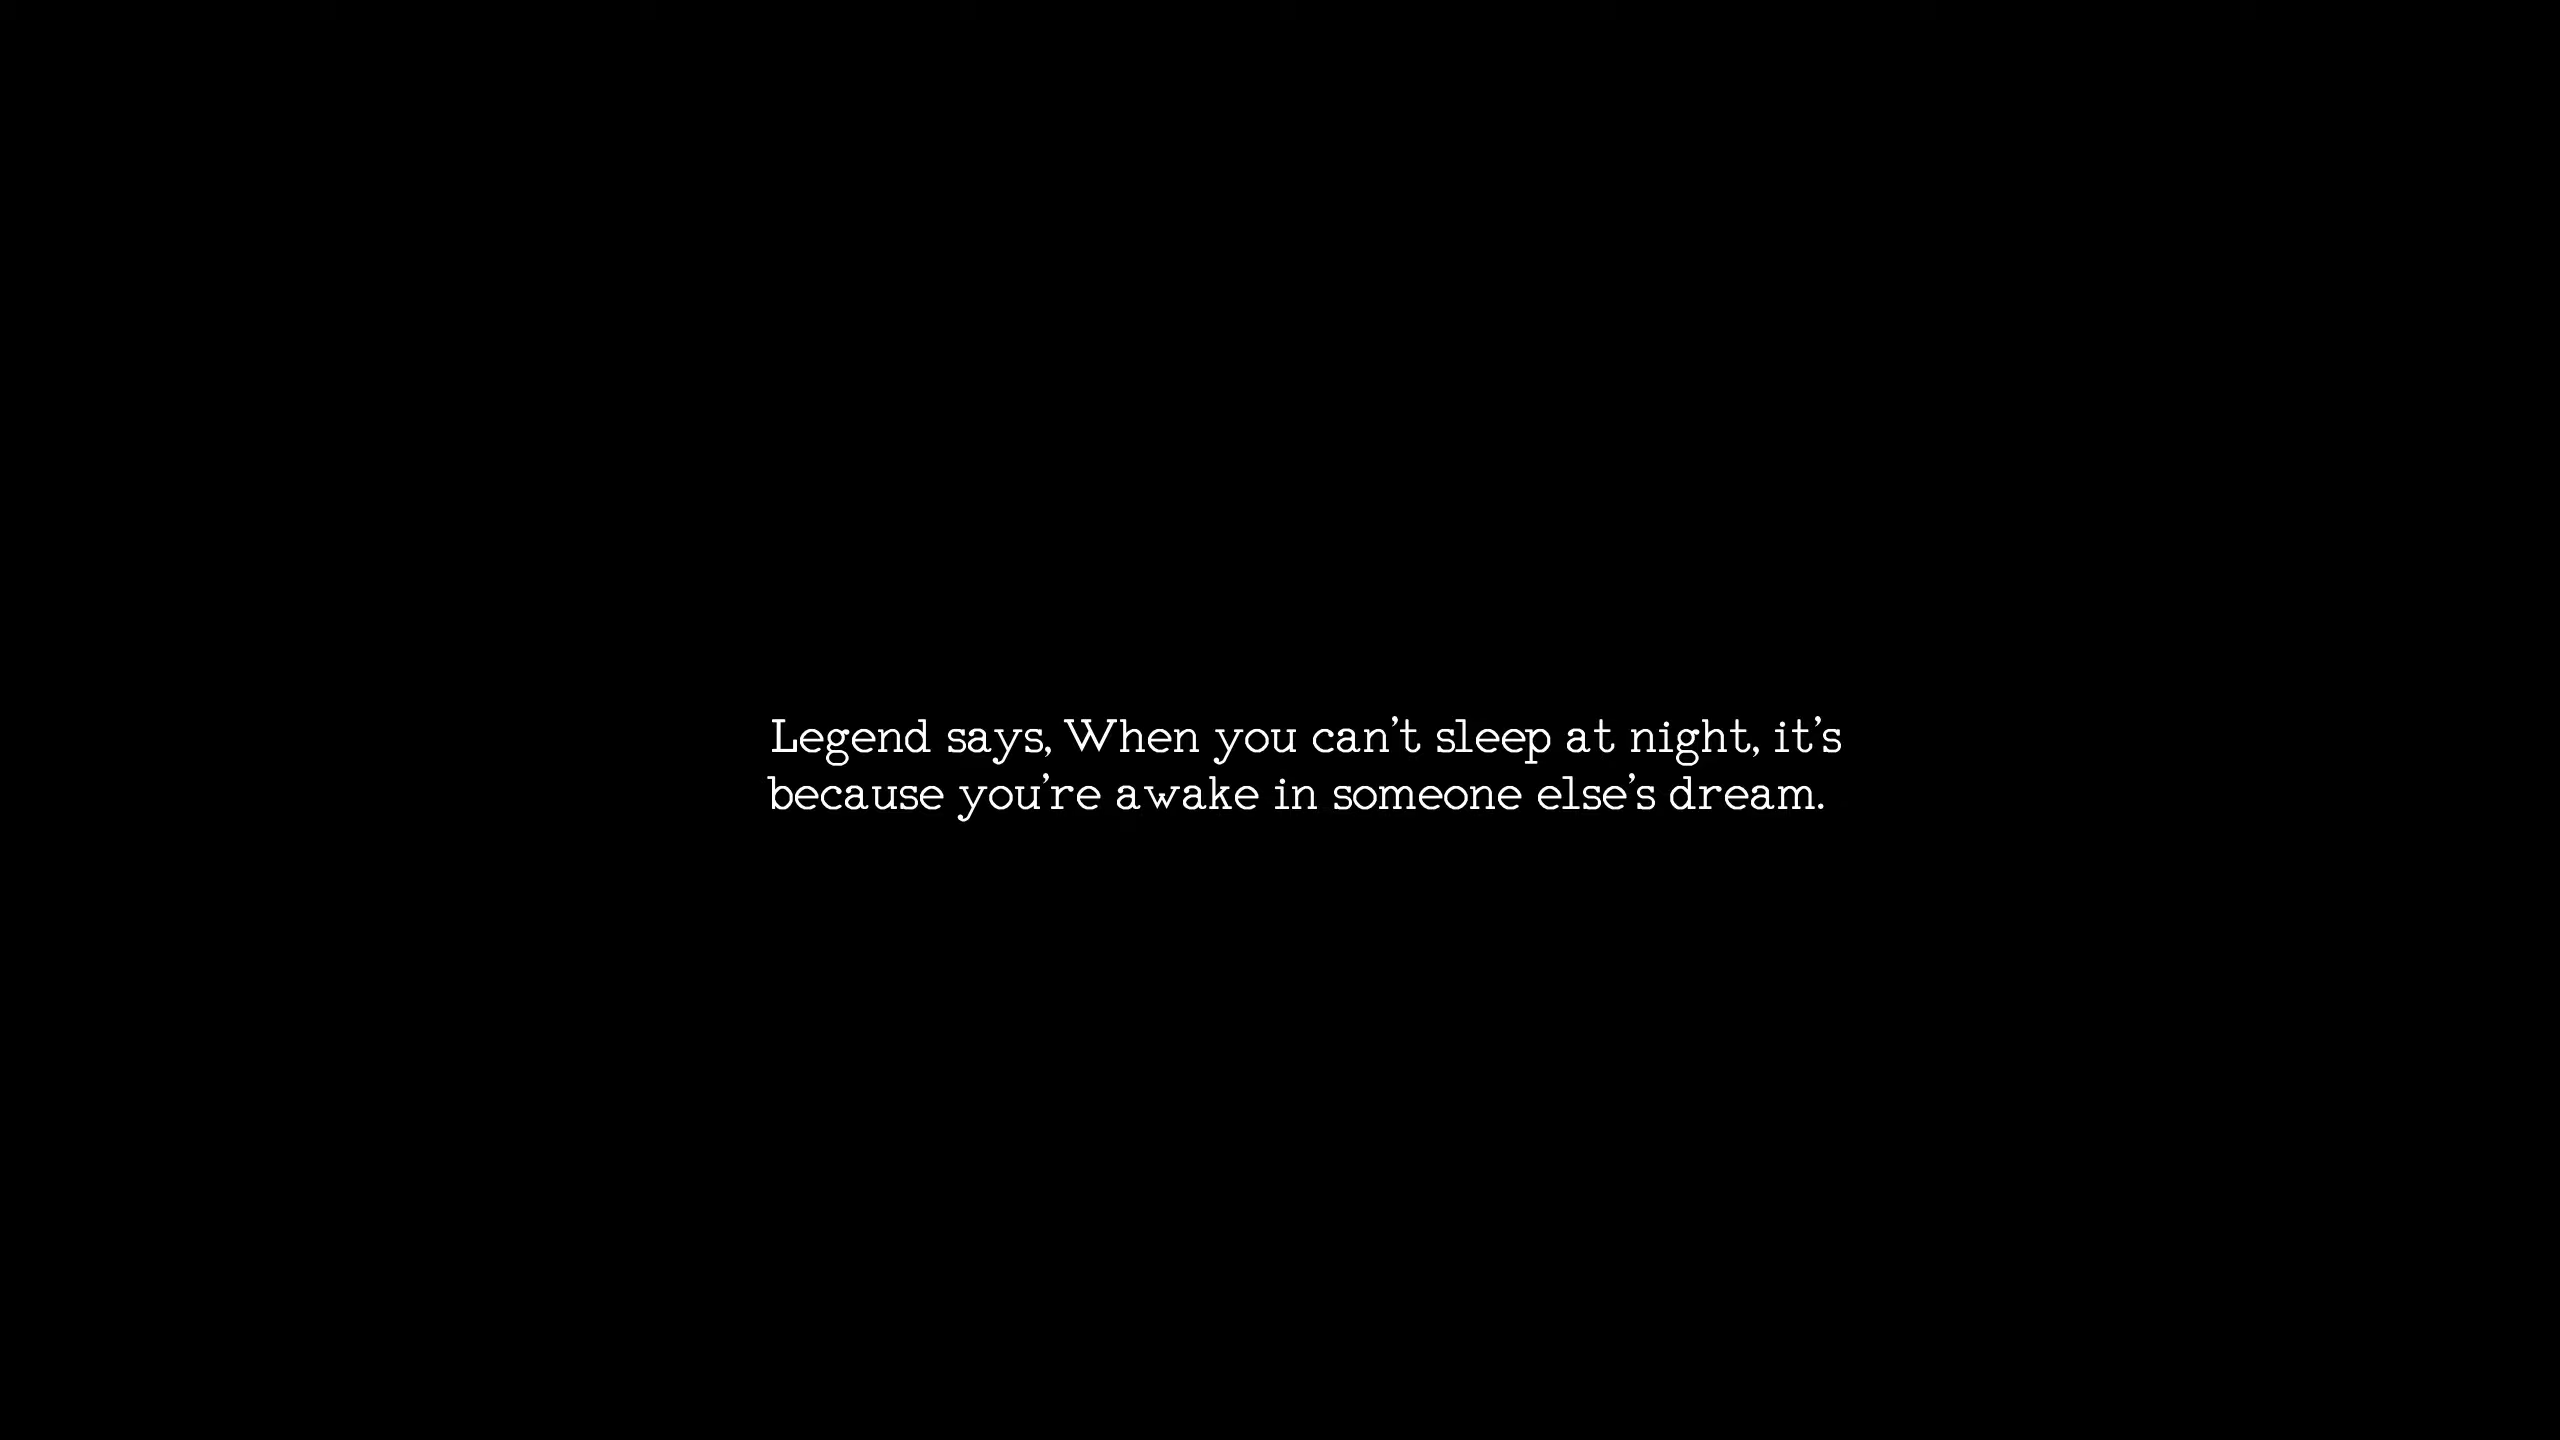 Legend says, When you can’t sleep at night, it’s
because you’re awake in someone else’s dream.